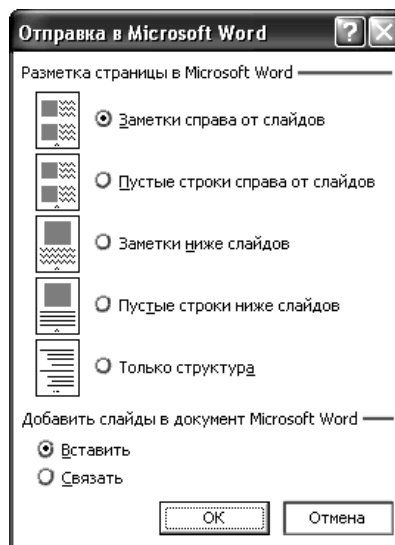 Отправка в Microsoft Word
Разметка страницы в Microsoft Word
Заметки справа от слайдов
Пустые строки справа от слайдов
Заметки ниже слайдов
Пустые строки ниже слайдов
Только структура
Добавить слайды в документ Microsoft Word
Вставить
Связать
ОК
Отмена